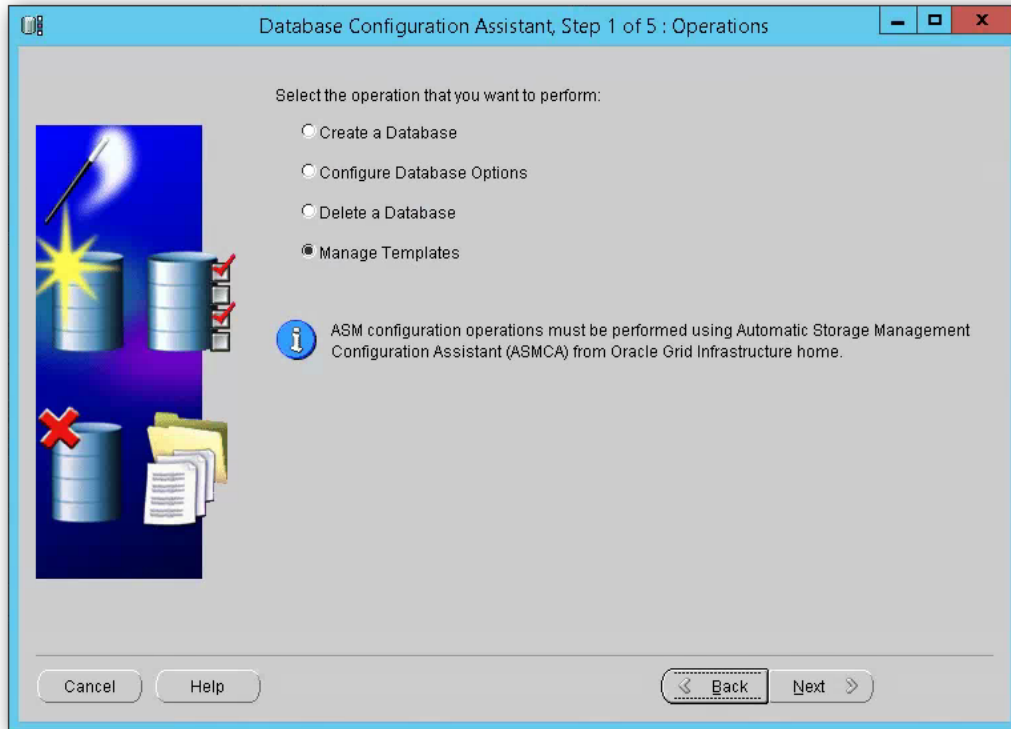 Database Configuration Assistant, Step 1 of 5 : Operations
Select the operation that you want to perform:
Create a Database
Configure Database Options
Delete a Database
Manage Templates
ASM configuration operations must be performed using Automatic Storage Management
Configuration Assistant (ASMCA) from Oracle Grid Infrastructure home.
Cancel
Help
Back
Next